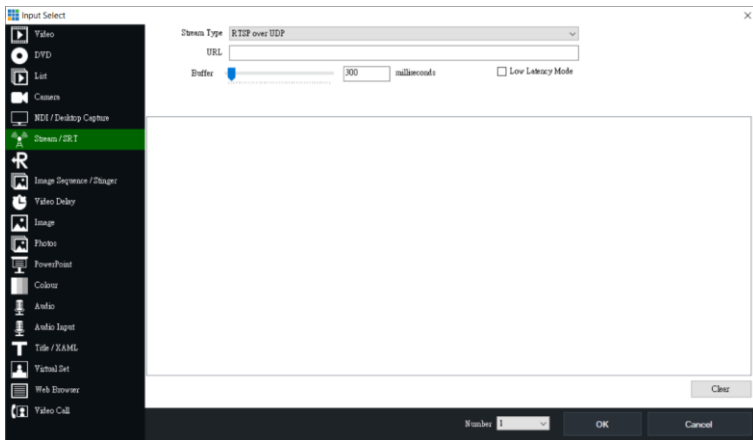 Input Select
Video
DVD
List
Camera
NDI / Desktop Capture
Stream / SRT
Image Sequence / Stinger
Video Delay
Image
Photos
PowerPoint
Colour
Audio
Audio Input
Title / XAML
Virtual Set
Web Browser
Video Call
Stream Type RTSP over UDP
URL
Buffer 300 milliseconds Low Latency Mode
Clear
Number 1 OK Cancel